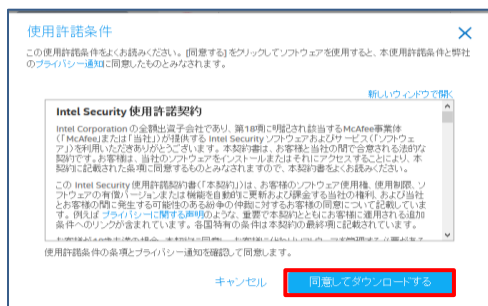 使用許諾条件
この使用許諾条件をよくお読みください。[同意する] をクリックしてソフトウェアを使用すると、本使用許諾条件と弊社
のプライバシー通知に同意したものとみなされます。
新しいウィンドウで開く
Intel Security 使用許諾契約
Intel Corporation の全額出資子会社であり、第18項に明記され該当するMcAfee事業体
(「McAfee」または「当社」)が提供する Intel Security ソフトウェアおよびサービス (「ソフトウェ
ア」) を利用いただきありがとうございます。本契約書は、お客様と当社の間で合意される法的な
契約です。お客様は、当社のソフトウェアをインストールまたはそれにアクセスすることにより、本
契約に記載された条項に同意するものとみなされますので、本契約書をよくお読みください。
この Intel Security 使用許諾契約書 (「本契約」) は、お客様のソフトウェア使用権、使用制限、ソ
フトウェアの有償バージョンまたは機能を自動的に更新および課金する当社の権利、および当社
とお客様の間に発生する可能性のある紛争の仲裁に対するお客様の同意について記載していま
す。例えば プライバシーに関する声明のような、重要で本契約とともにお客様に適用される追加
条件へのリンクが含まれています。各国特有の条件は本契約の最終項に記載されています。
使用許諾条件の条項とプライバシー通知を確認して同意します。
キャンセル
同意してダウンロードする